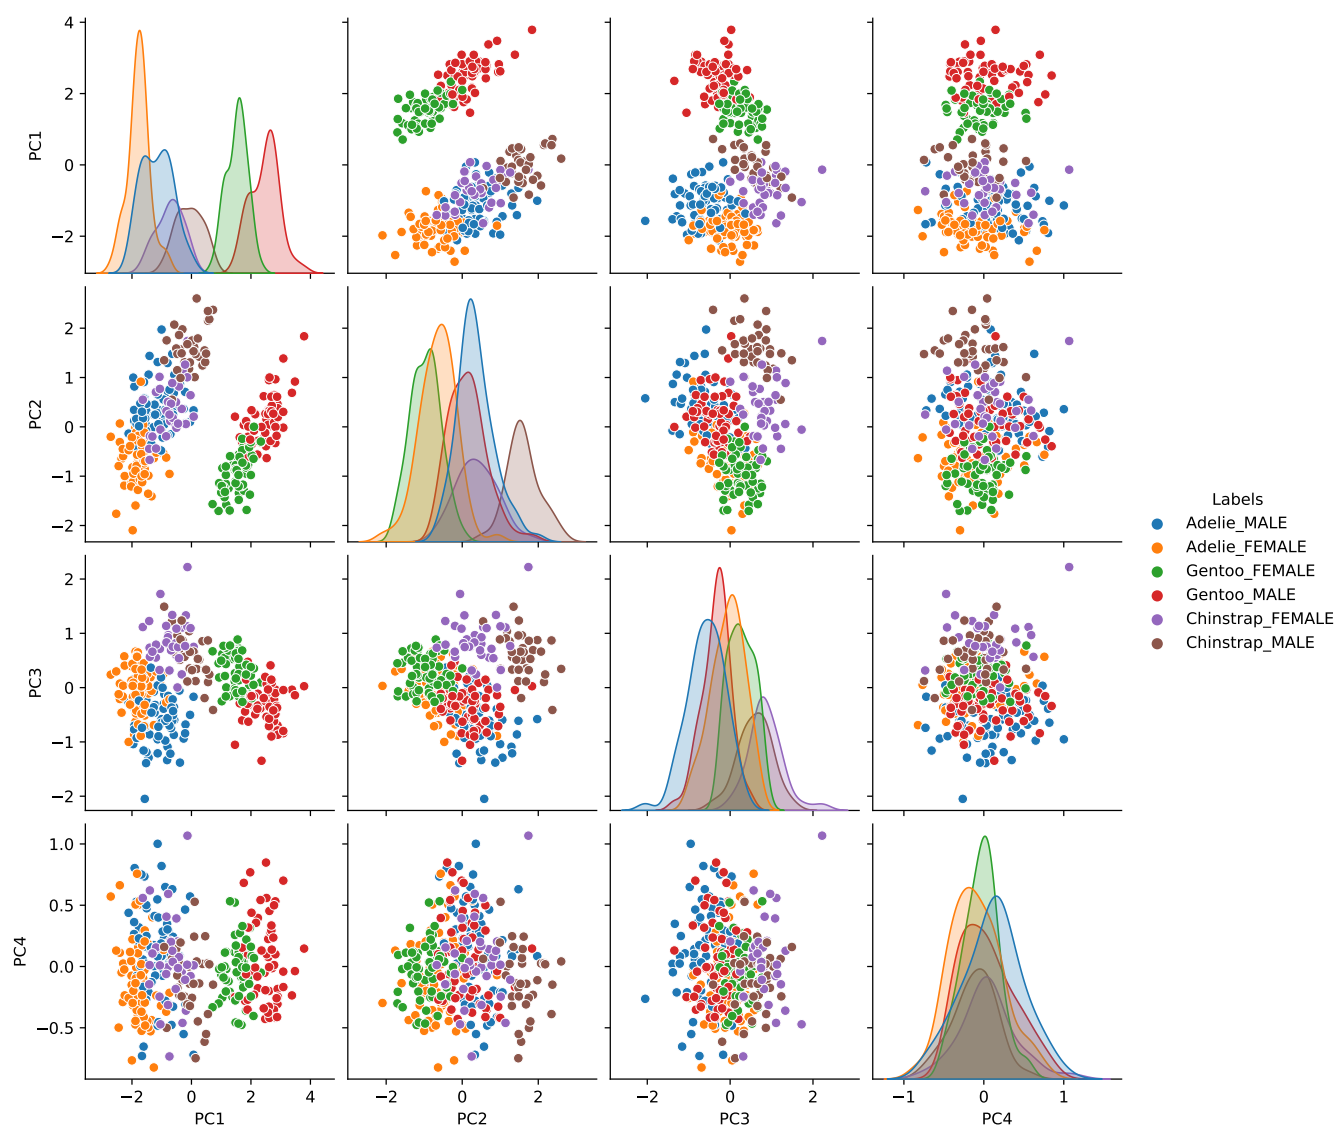 4
2
0
−2
PC1
2
1
0
−1
−2
PC2
2
1
0
−1
−2
PC3
1.0
0.5
0.0
−0.5
PC4
−2 0 2 4
PC1
−2 0 2
PC2
−2 0 2
PC3
−1 0 1
PC4
Labels
Adelie_MALE
Adelie_FEMALE
Gentoo_FEMALE
Gentoo_MALE
Chinstrap_FEMALE
Chinstrap_MALE